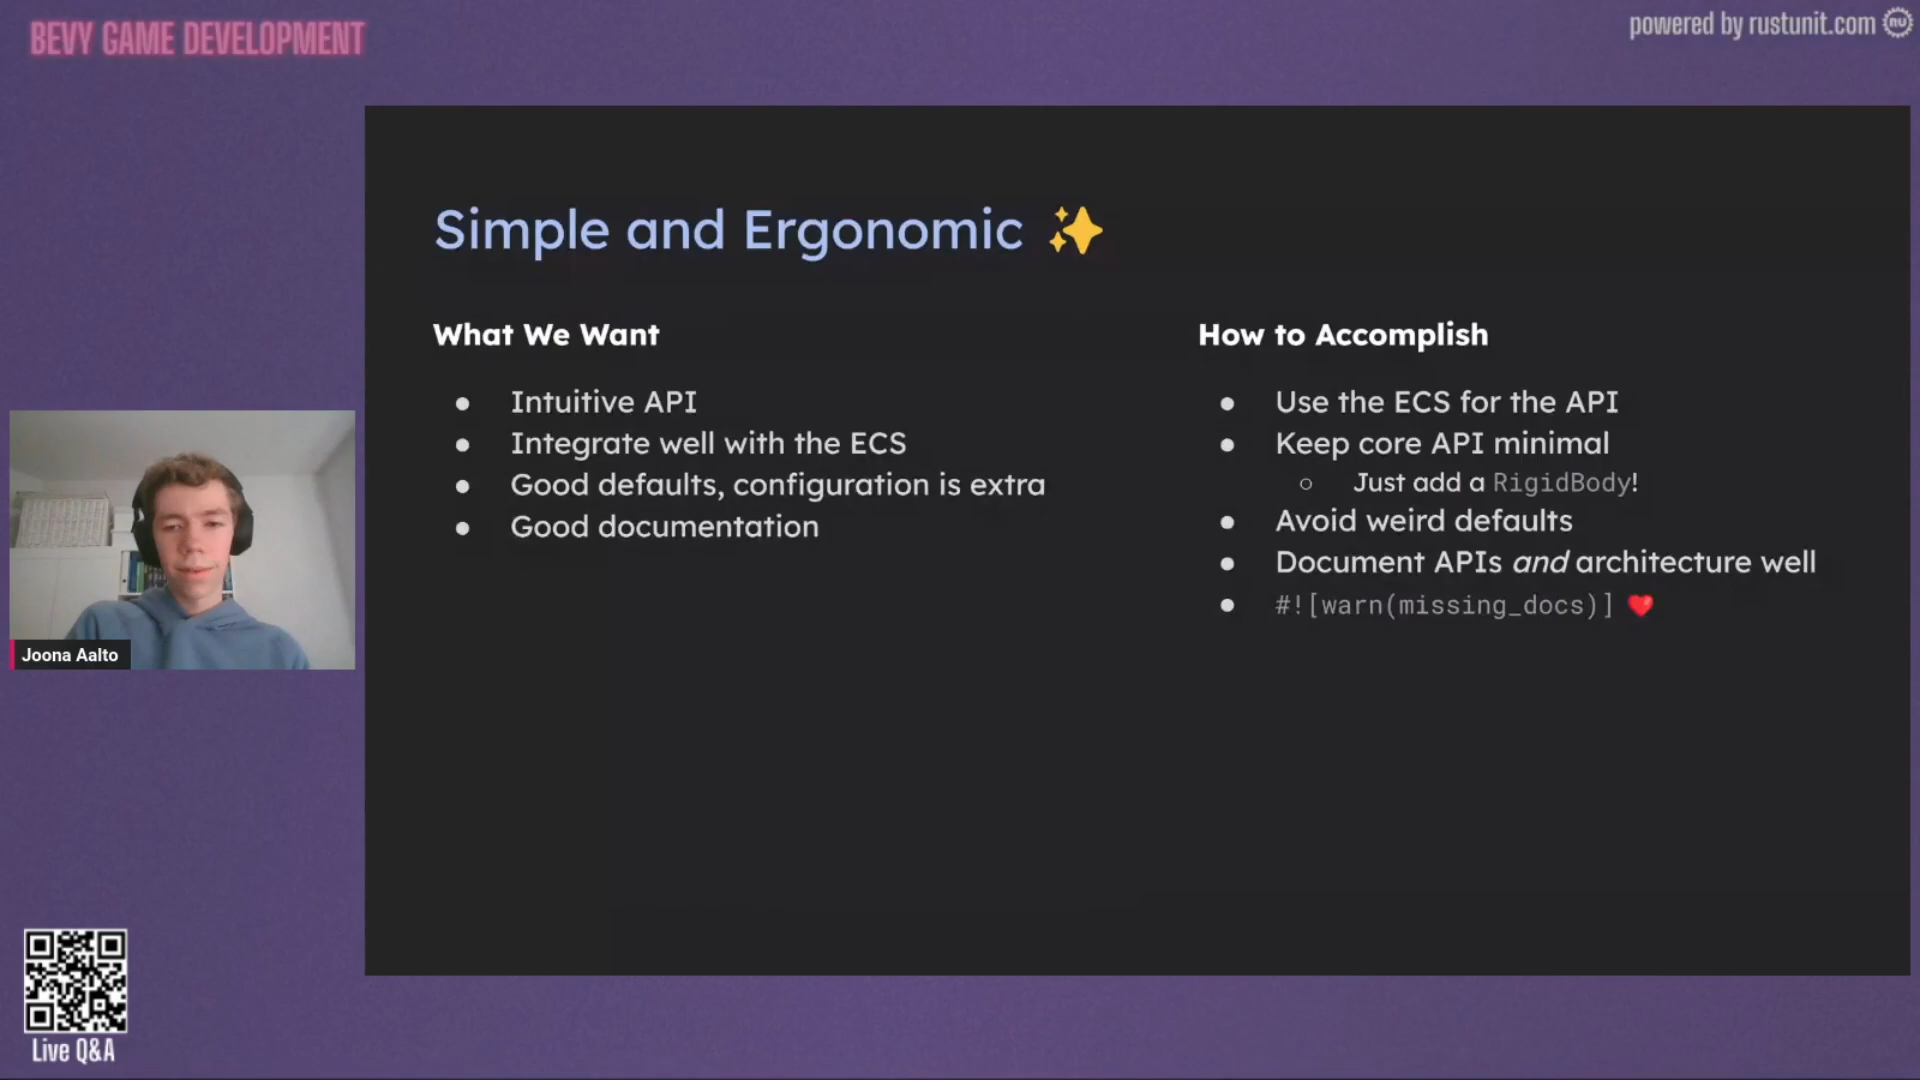 BEVY GAME DEVELOPMENT
powered by rustunit.com
RU
Simple and Ergonomic ✨
What We Want
● Intuitive API
● Integrate well with the ECS
● Good defaults, configuration is extra
● Good documentation
How to Accomplish
● Use the ECS for the API
● Keep core API minimal
○ Just add a RigidBody!
● Avoid weird defaults
● Document APIs and architecture well
● #![warn(missing_docs)] ❤️
Joona Aalto
Live Q&A